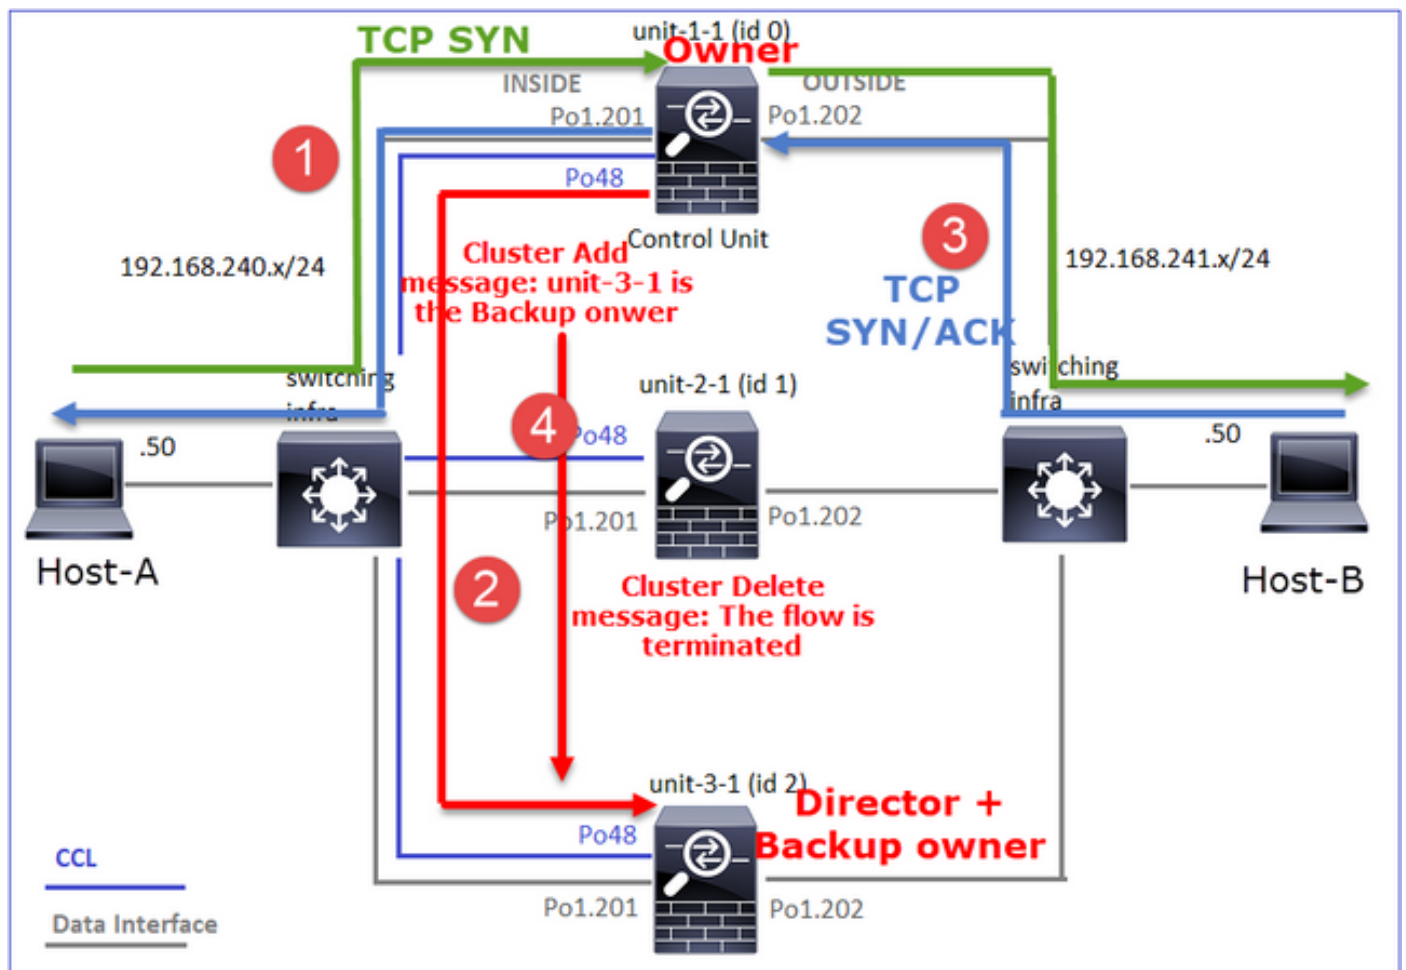 unit-1-1 (id 0)
TCP SYN
Owner
INSIDE
OUTSIDE
Po1.201
Po1.202
1
Po48
3
Control Unit
192.168.240.x/24
Cluster Add
message: unit-3-1 is
the Backup onwer
192.168.241.x/24
TCP
SYN/ACK
switching
infra
unit-2-1 (id 1)
switching
infra
4
Po48
.50
.50
Po1.201
Po1.202
Host-A
Host-B
2
Cluster Delete
message: The flow is
terminated
unit-3-1 (id 2)
Director +
Backup owner
Po48
CCL
Po1.201
Po1.202
Data Interface